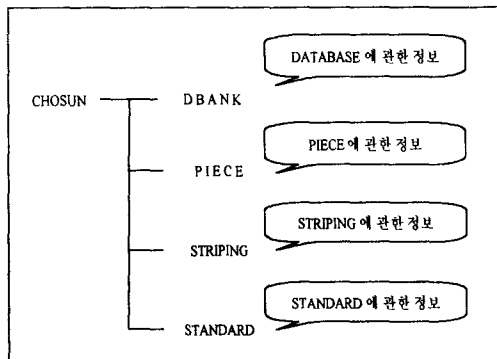 DATABASE 에 관한 정보
CHOSUN
DBANK
PIECE 에 관한 정보
PIECE
STRIPING 에 관한 정보
STRIPING
STANDARD 에 관한 정보
STANDARD